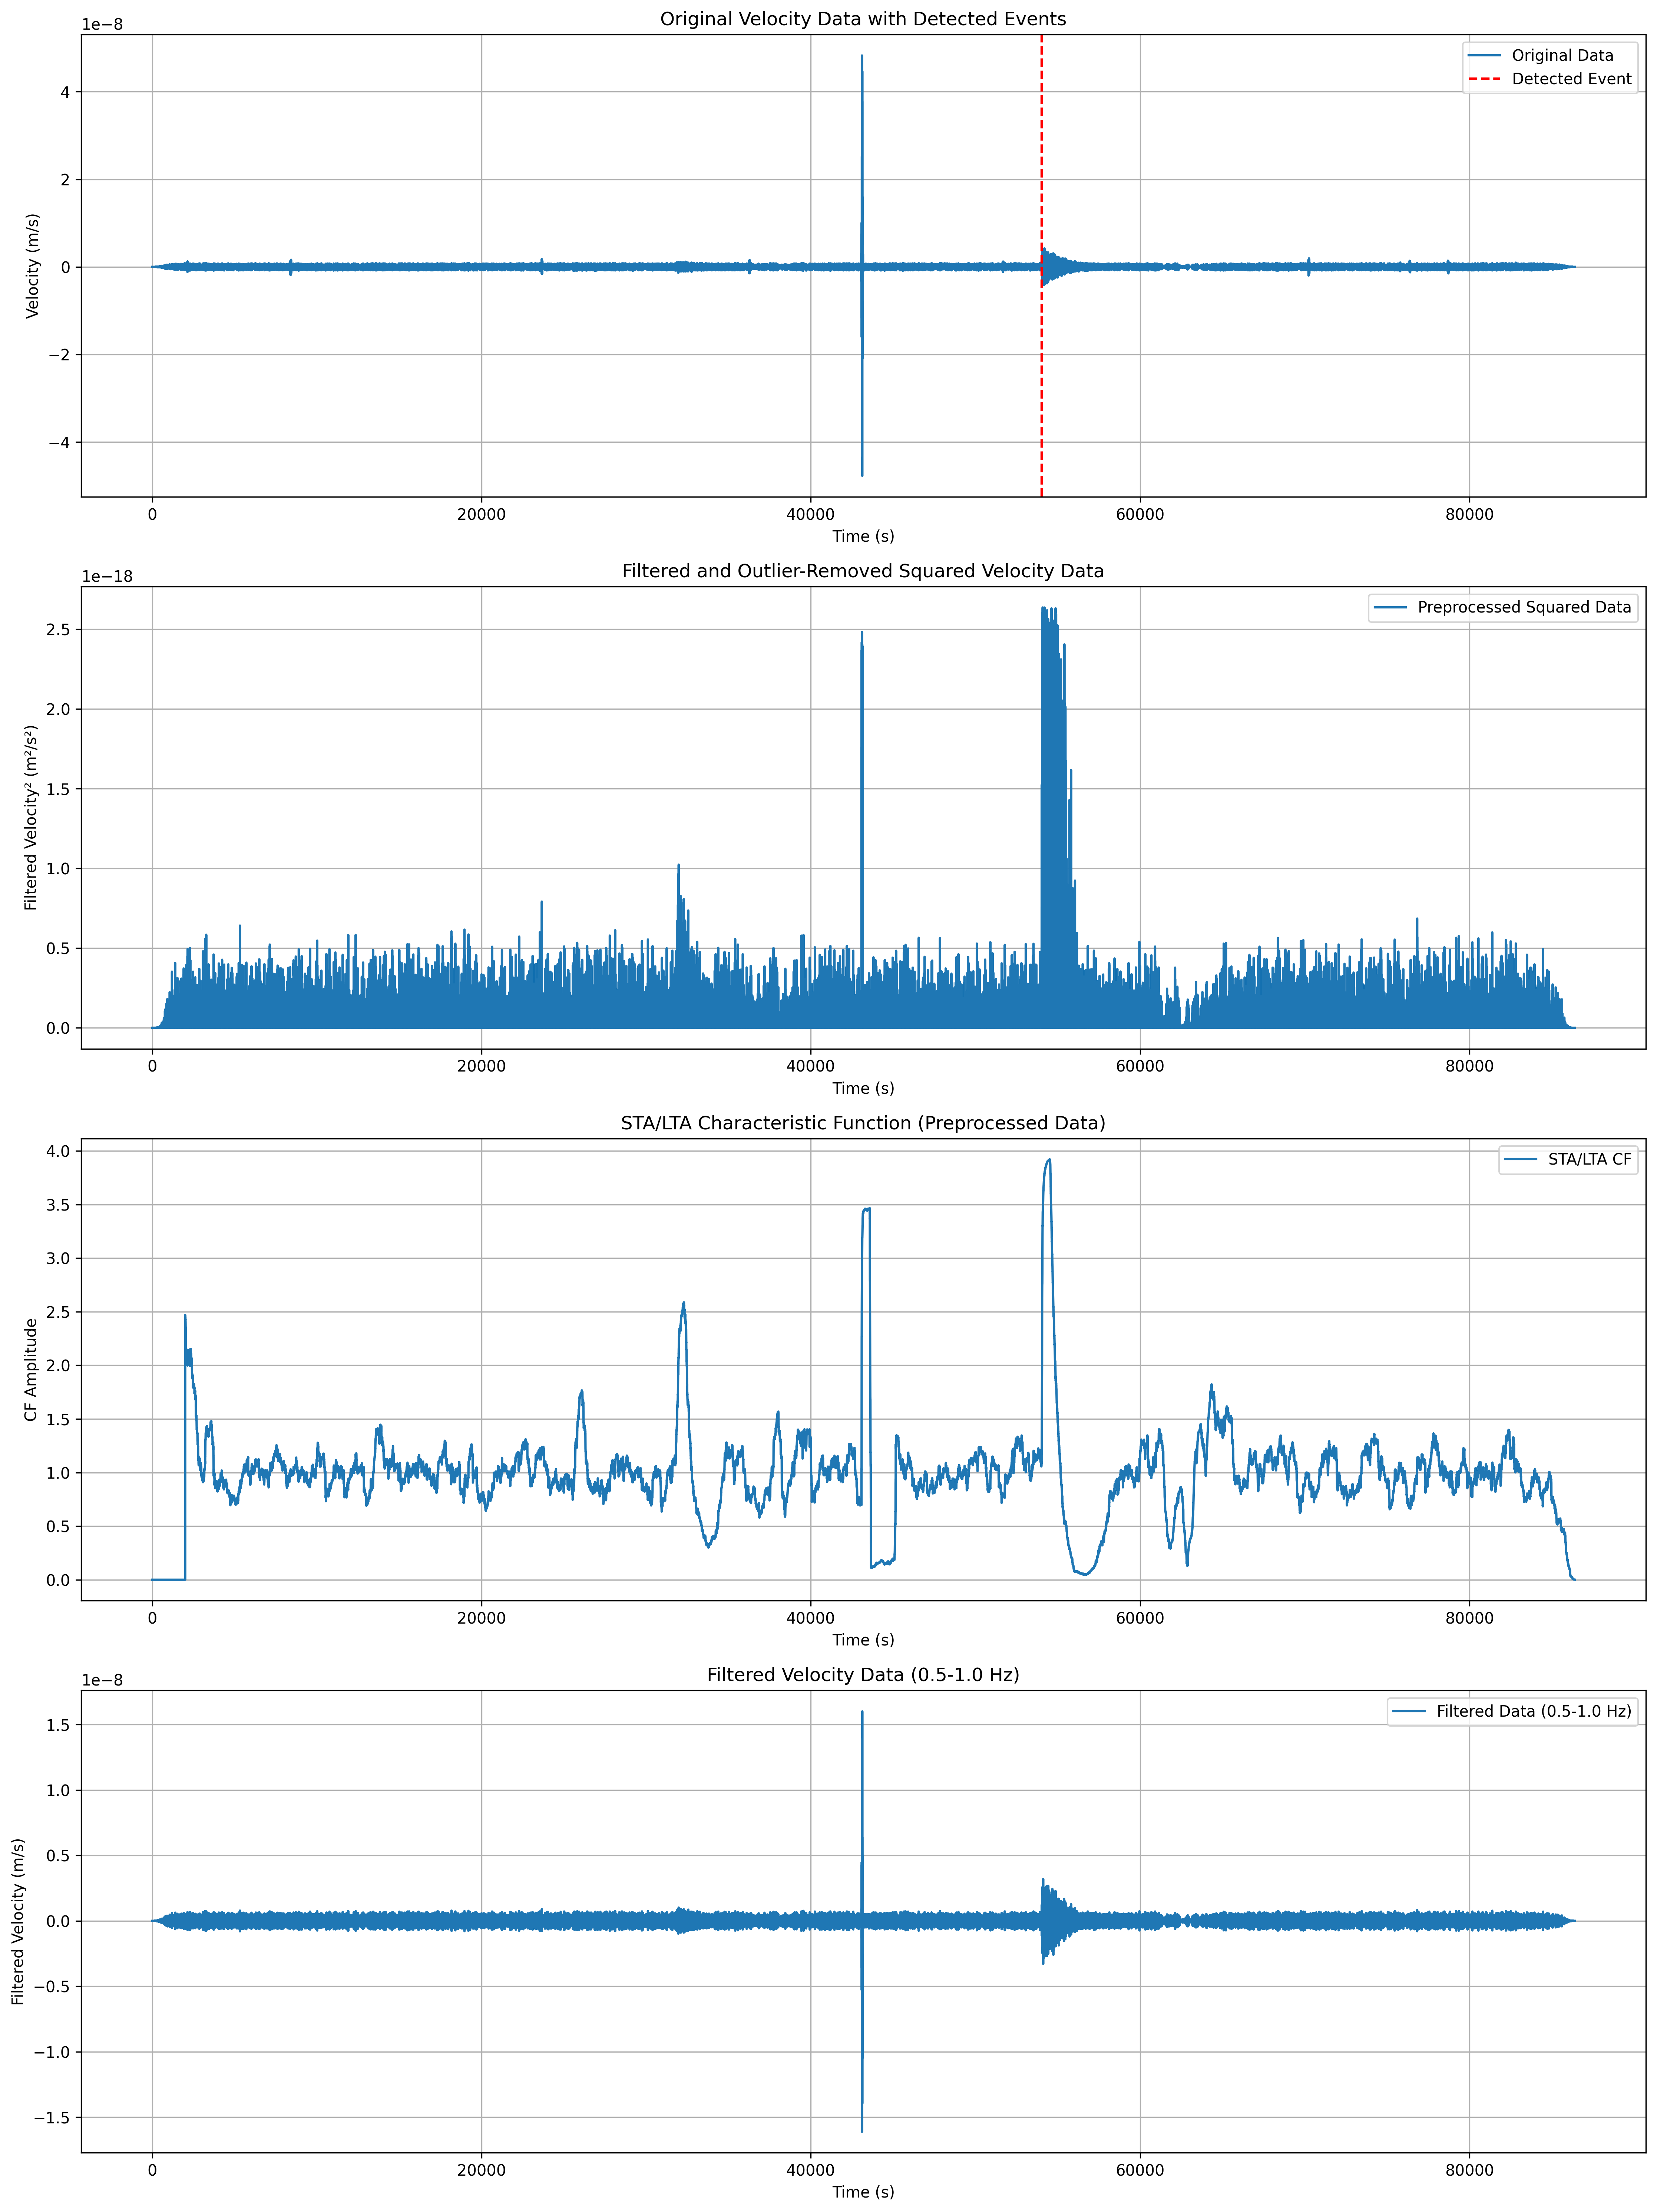 Original Velocity Data with Detected Events
1e−8
Original Data
Detected Event
4
2
0
−2
−4
Velocity (m/s)
0 20000 40000 60000 80000
Time (s)
Filtered and Outlier-Removed Squared Velocity Data
1e−18
Preprocessed Squared Data
2.5
2.0
1.5
1.0
0.5
0.0
Filtered Velocity² (m²/s²)
0 20000 40000 60000 80000
Time (s)
STA/LTA Characteristic Function (Preprocessed Data)
STA/LTA CF
4.0
3.5
3.0
2.5
2.0
1.5
1.0
0.5
0.0
CF Amplitude
0 20000 40000 60000 80000
Time (s)
Filtered Velocity Data (0.5-1.0 Hz)
1e−8
Filtered Data (0.5-1.0 Hz)
1.5
1.0
0.5
0.0
−0.5
−1.0
−1.5
Filtered Velocity (m/s)
0 20000 40000 60000 80000
Time (s)